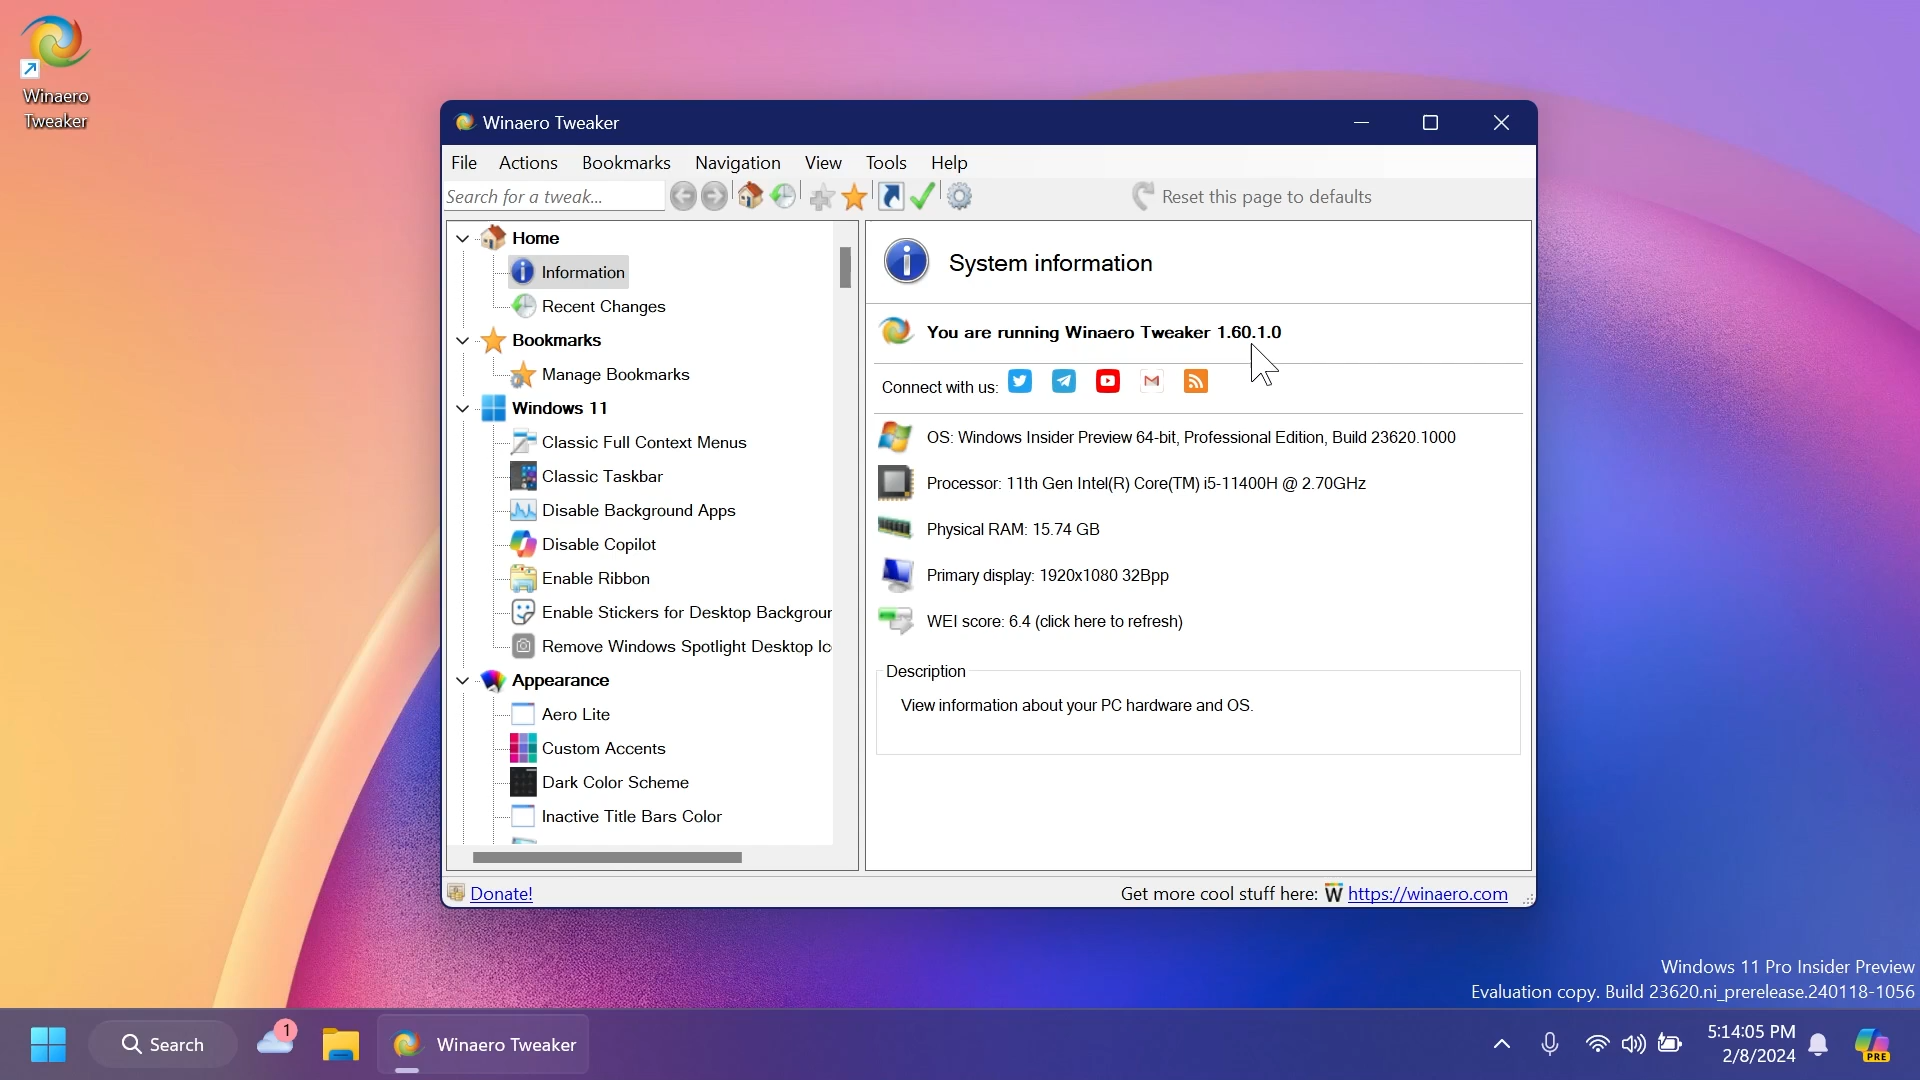 Winaero
Tweaker
Winaero Tweaker
File Actions Bookmarks Navigation View Tools Help
Search for a tweak...
Reset this page to defaults
Home
Information
Recent Changes
Bookmarks
Manage Bookmarks
Windows 11
Classic Full Context Menus
Classic Taskbar
Disable Background Apps
Disable Copilot
Enable Ribbon
Enable Stickers for Desktop Backgrour
Remove Windows Spotlight Desktop Ic
Appearance
Aero Lite
Custom Accents
Dark Color Scheme
Inactive Title Bars Color
System information
You are running Winaero Tweaker 1.60.1.0
Connect with us:
OS: Windows Insider Preview 64-bit, Professional Edition, Build 23620.1000
Processor: 11th Gen Intel(R) Core(TM) i5-11400H @ 2.70GHz
Physical RAM: 15.74 GB
Primary display: 1920x1080 32Bpp
WEI score: 6.4 (click here to refresh)
Description
View information about your PC hardware and OS.
Donate!
Get more cool stuff here: W https://winaero.com
Windows 11 Pro Insider Preview
Evaluation copy. Build 23620.ni_prerelease.240118-1056
Search
1
Winaero Tweaker
5:14:05 PM
2/8/2024
PRE